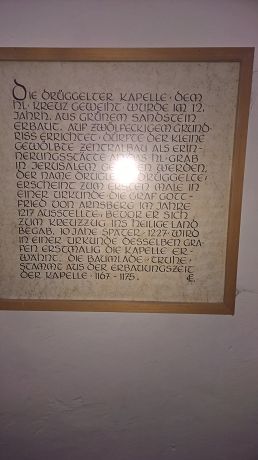 Die Drüggelter Kapelle · dem
hl · Kreuz geweiht wurde im 12.
Jahrh. aus grünem Sandstein
erbaut. Auf zwölfeckigem Grund·
riss errichtet · dürfte der kleine
gewölbte Zentralbau als Erin·
nerungsstätte an das hl · Grab
in Jerusalem werden.
Der Name
erscheint zum ersten Male in
einer Urkunde die Graf Gott·
fried von Arnsberg im Jahre
1217 ausstellte · bevor er sich
zum Kreuzzug ins Heilige Land
begab. 10 Jahe später · 1227 · wird
in einer Urkunde desselben Gra·
fen erstmalig die Kapelle er·
wähnt. Die Baumlade · Truhe ·
stammt aus der Erbauungszeit
der Kapelle · 1167 - 1175.